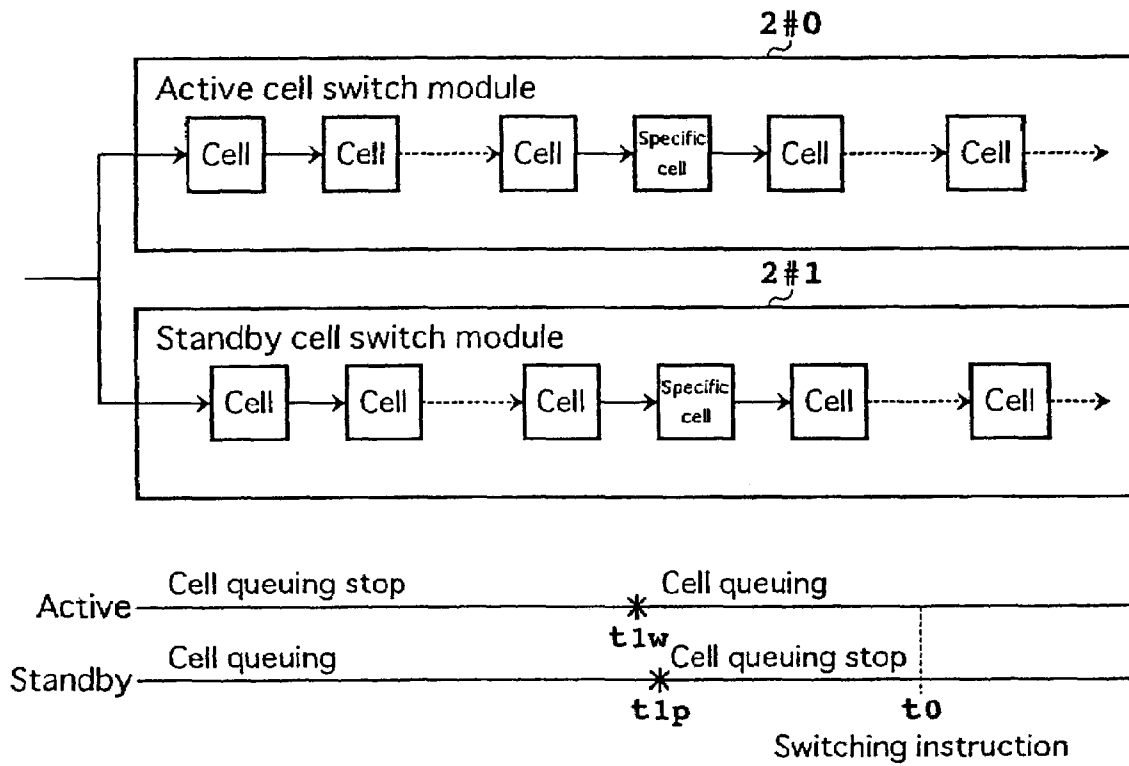 2#0
Active cell switch module
Cell Cell Cell Specific cell Cell Cell
2#1
Standby cell switch module
Cell Cell Cell Specific cell Cell Cell
Cell queuing stop Cell queuing
Active
t1w
Cell queuing Cell queuing stop
Standby
t1p t0
Switching instruction